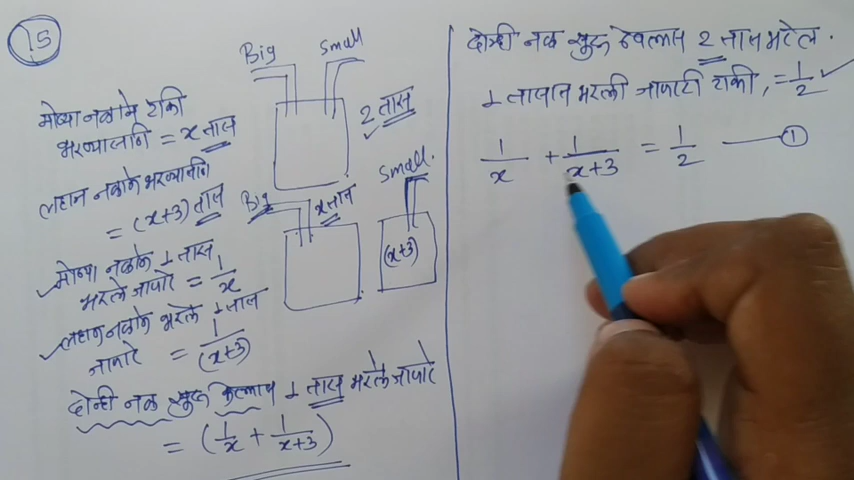 15
Big
Small
2 तास
मोठ्या नळाने टाकी
भरण्यालागी = x तास
लहान नळाने भरण्यालागी
= (x+3) तास
मोठ्या नळाने 1 तास
भरले जाणारे = 1/x
लहान नळाने भरले 1 तास
जाणारे = 1/(x+3)
Big
x तास
Small.
(x+3)
दोन्ही नळ सुरू केल्यास 1 तास भरले जाणारे
= (1/x + 1/x+3)
दोन्ही नळ सुरू ठेवल्यास 2 तास भरेल.
1 तासात भरली जाणारी टाकी, = 1/2
1/x + 1/x+3 = 1/2 —— 1